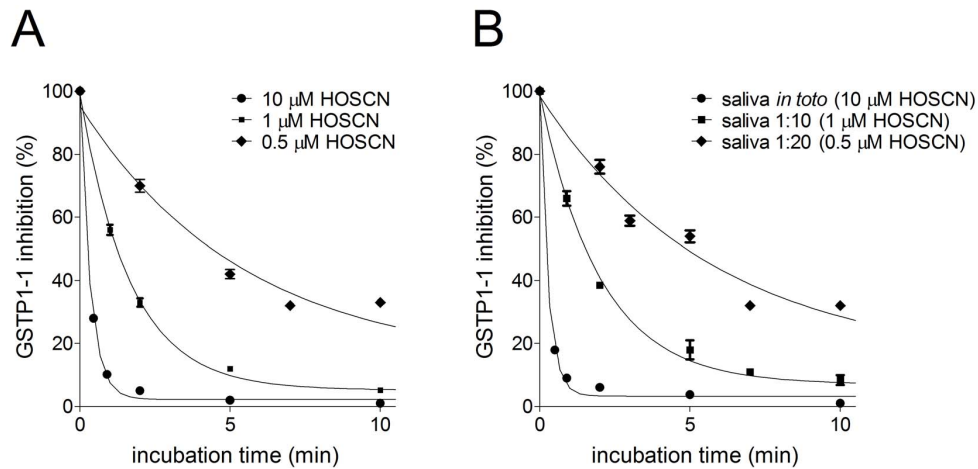 A
GSTP1-1 inhibition (%)
100
80
60
40
20
0
10 μM HOSCN
1 μM HOSCN
0.5 μM HOSCN
0
5
10
incubation time (min)
B
GSTP1-1 inhibition (%)
100
80
60
40
20
0
saliva in toto (10 μM HOSCN)
saliva 1:10 (1 μM HOSCN)
saliva 1:20 (0.5 μM HOSCN)
0
5
10
incubation time (min)